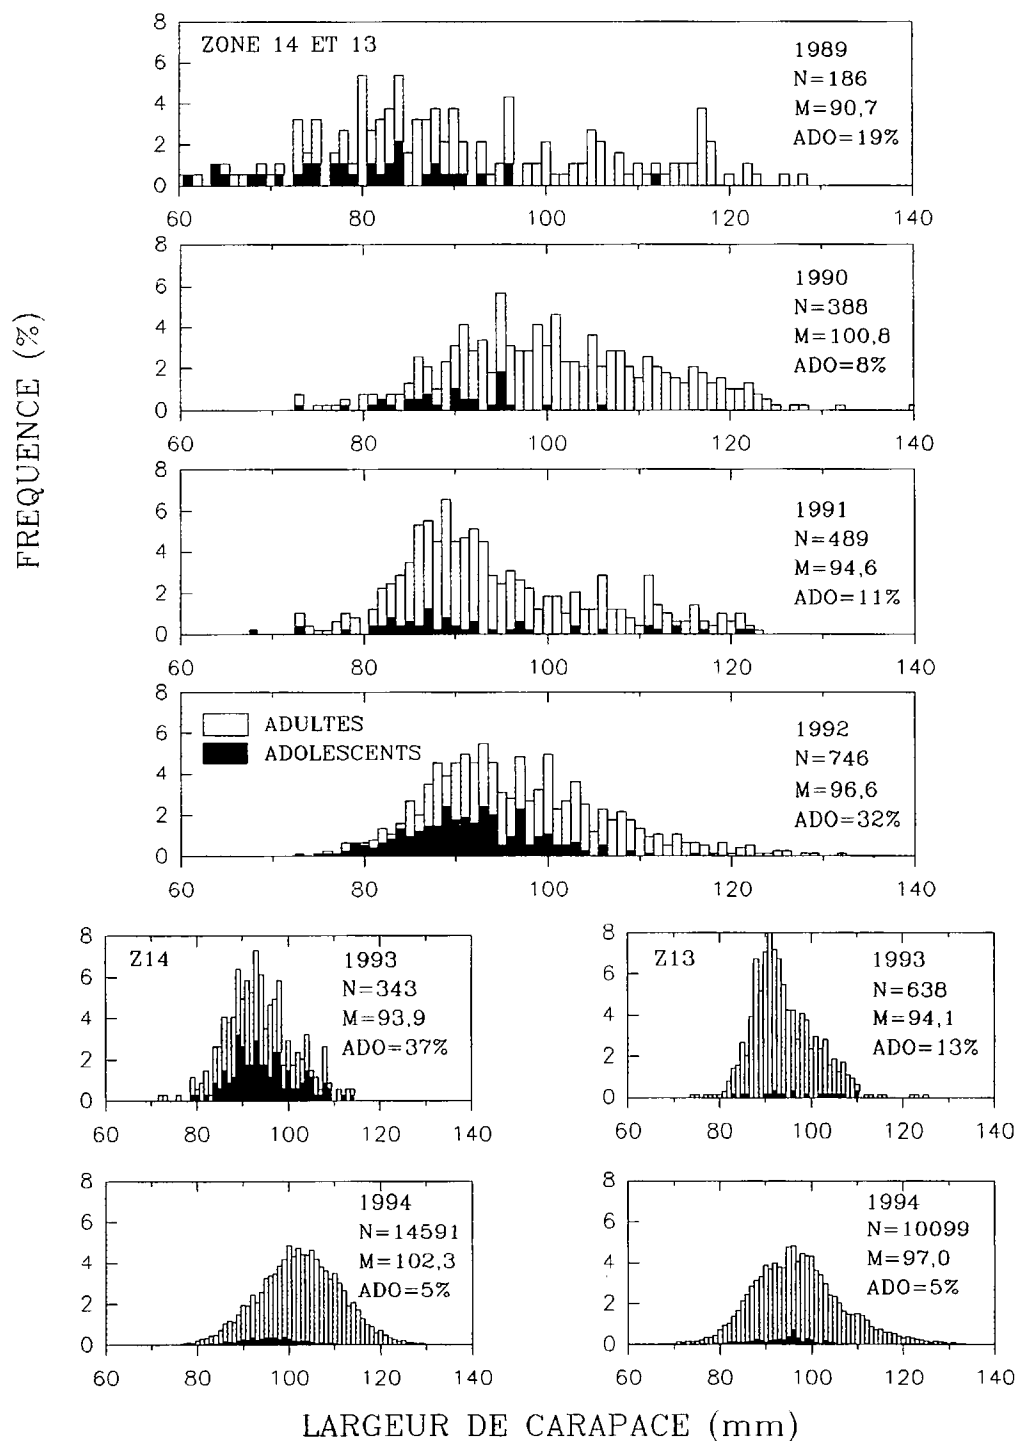 FREQUENCE (%)
ZONE 14 ET 13
1989
N=186
M=90,7
ADO=19%
8
6
4
2
0
60 80 100 120 140
1990
N=388
M=100,8
ADO=8%
8
6
4
2
0
60 80 100 120 140
1991
N=489
M=94,6
ADO=11%
8
6
4
2
0
60 80 100 120 140
ADULTES
ADOLESCENTS
1992
N=746
M=96,6
ADO=32%
8
6
4
2
0
60 80 100 120 140
Z14
1993
N=343
M=93,9
ADO=37%
8
6
4
2
0
60 80 100 120 140
Z13
1993
N=638
M=94,1
ADO=13%
8
6
4
2
0
60 80 100 120 140
1994
N=14591
M=102,3
ADO=5%
8
6
4
2
0
60 80 100 120 140
1994
N=10099
M=97,0
ADO=5%
8
6
4
2
0
60 80 100 120 140
LARGEUR DE CARAPACE (mm)